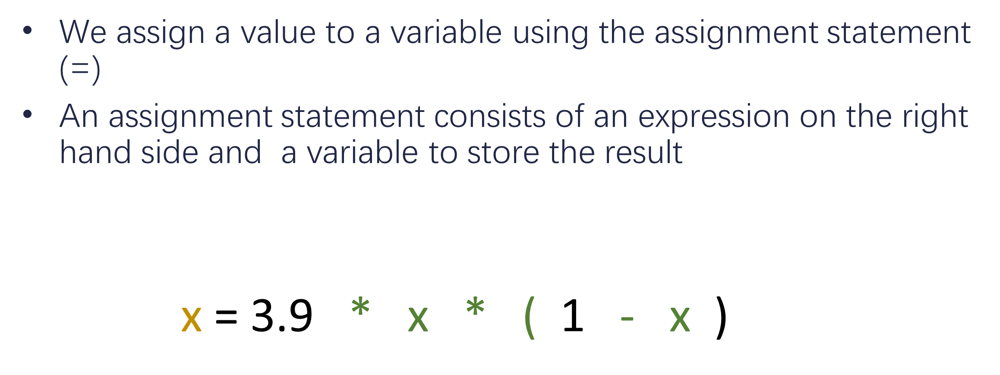 • We assign a value to a variable using the assignment statement
(=)
• An assignment statement consists of an expression on the right
hand side and  a variable to store the result
x = 3.9 * x * ( 1 - x )